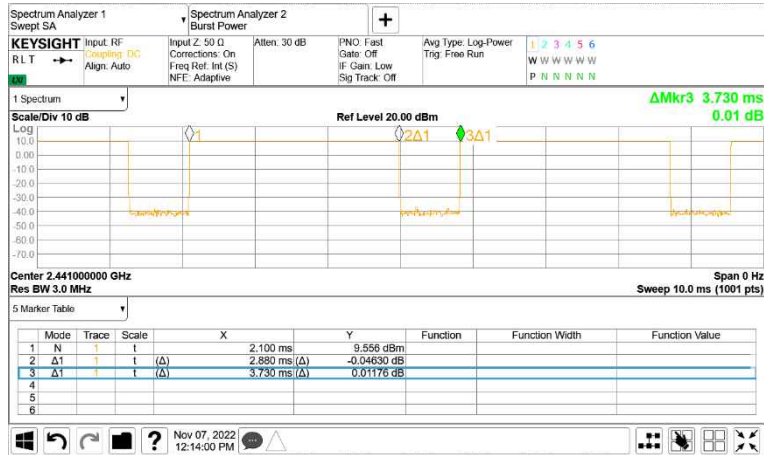 Spectrum Analyzer 1
Swept SA
Spectrum Analyzer 2
Burst Power
+
KEYSIGHT
RLT
LXI
Input: RF
Coupling: DC
Align: Auto
Input Z: 50 Ω
Corrections: On
Freq Ref: Int (S)
NFE: Adaptive
Atten: 30 dB
PNO: Fast
Gate: Off
IF Gain: Low
Sig Track: Off
Avg Type: Log-Power
Trig: Free Run
1 2 3 4 5 6
W W W W W W
P N N N N N
1 Spectrum
ΔMkr3 3.730 ms
0.01 dB
Scale/Div 10 dB
Ref Level 20.00 dBm
Log
10.0
0.00
-10.0
-20.0
-30.0
-40.0
-50.0
-60.0
-70.0
1
2Δ1
3Δ1
Center 2.441000000 GHz
Span 0 Hz
Res BW 3.0 MHz
Sweep 10.0 ms (1001 pts)
5 Marker Table
Mode Trace Scale X Y Function Function Width Function Value
1 N 1 t 2.100 ms 9.556 dBm
2 Δ1 1 t (Δ) 2.880 ms (Δ) -0.04630 dB
3 Δ1 1 t (Δ) 3.730 ms (Δ) 0.01176 dB
4
5
6
?
Nov 07, 2022
12:14:00 PM